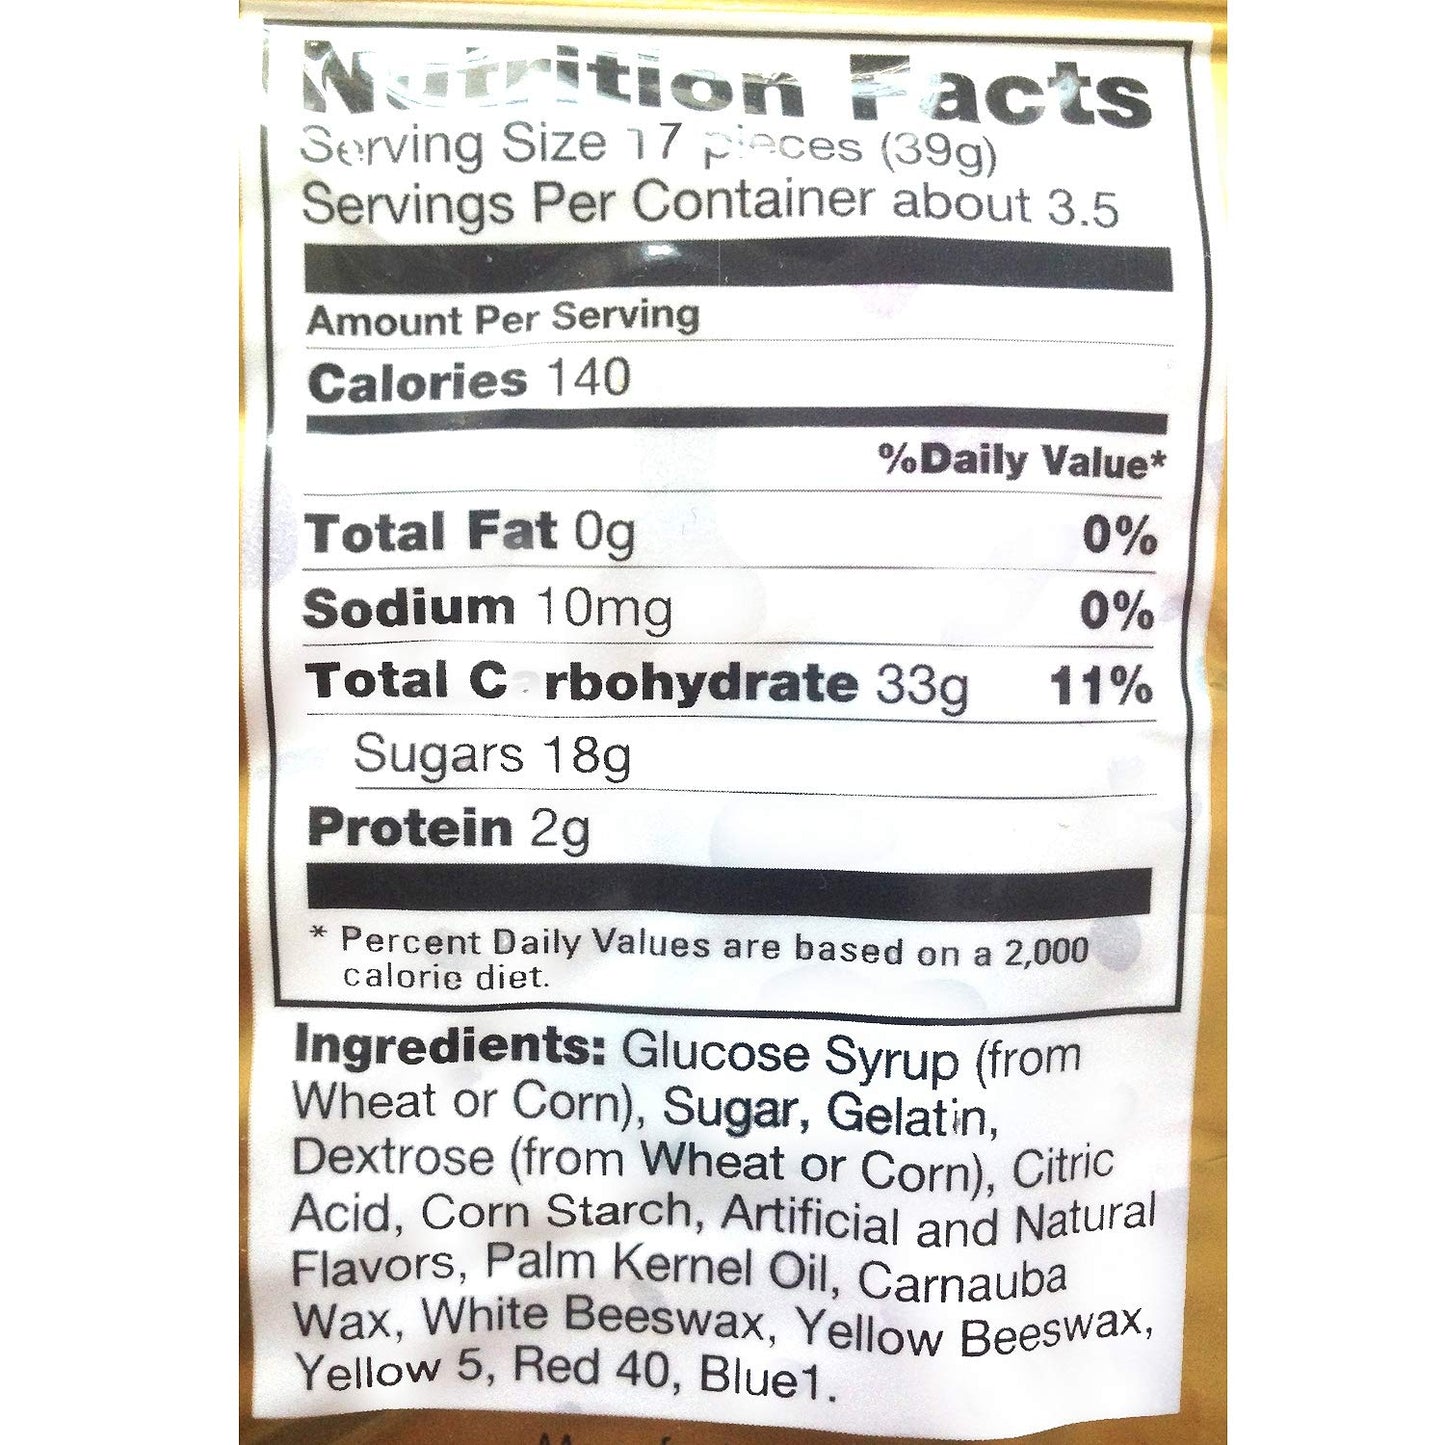 Nutrition Facts
Serving Size 17 pieces (39g)
Servings Per Container about 3.5
Amount Per Serving
Calories 140
%Daily Value*
Total Fat 0g 0%
Sodium 10mg 0%
Total Carbohydrate 33g 11%
Sugars 18g
Protein 2g
* Percent Daily Values are based on a 2,000
calorie diet.
Ingredients: Glucose Syrup (from
Wheat or Corn), Sugar, Gelatin,
Dextrose (from Wheat or Corn), Citric
Acid, Corn Starch, Artificial and Natural
Flavors, Palm Kernel Oil, Carnauba
Wax, White Beeswax, Yellow Beeswax,
Yellow 5, Red 40, Blue1.